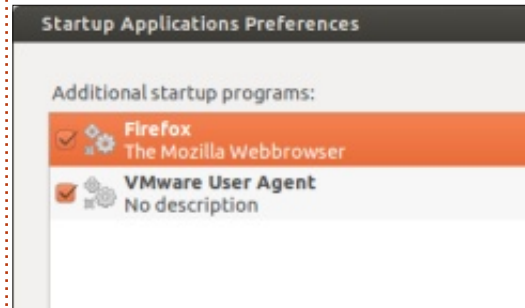 Startup Applications Preferences
Additional startup programs:
Firefox
The Mozilla Webbrowser
VMware User Agent
No description